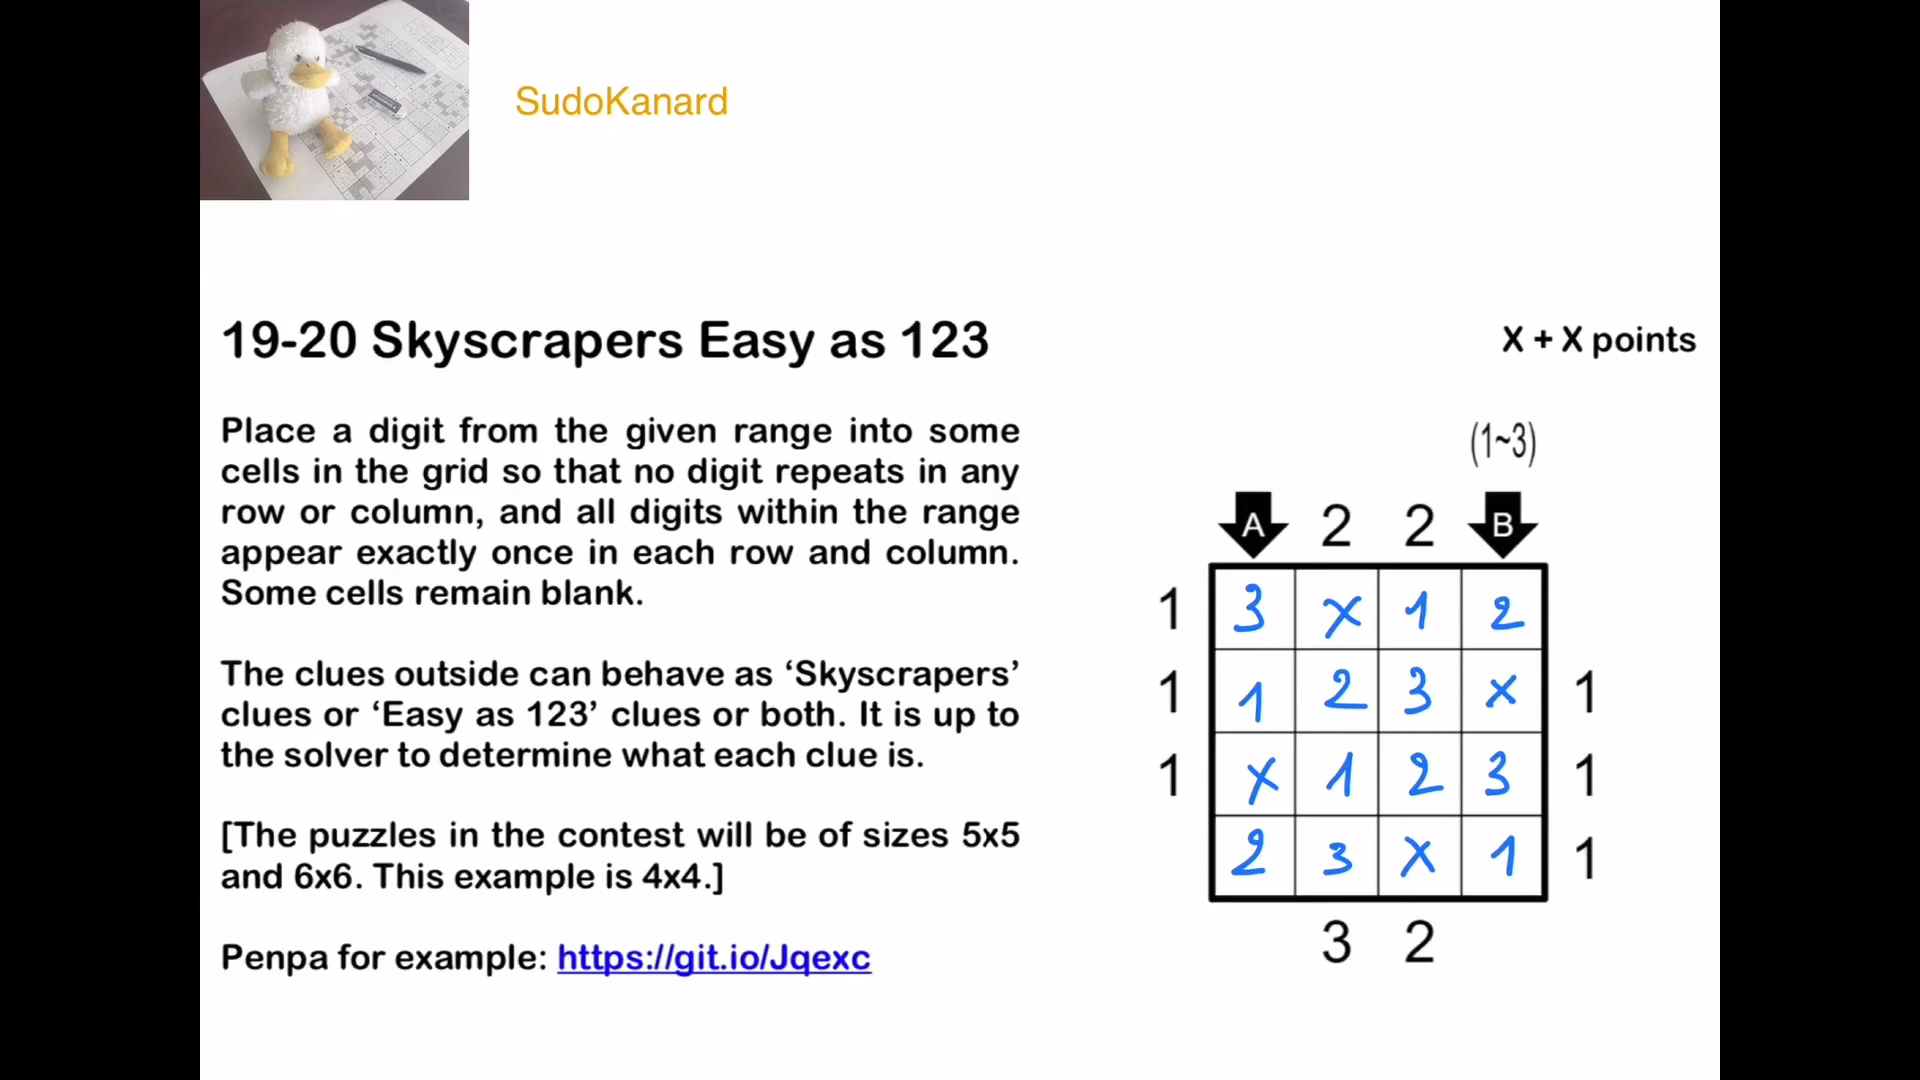 SudoKanard
19-20 Skyscrapers Easy as 123
X + X points
Place a digit from the given range into some
cells in the grid so that no digit repeats in any
row or column, and all digits within the range
appear exactly once in each row and column.
Some cells remain blank.
The clues outside can behave as ‘Skyscrapers’
clues or ‘Easy as 123’ clues or both. It is up to
the solver to determine what each clue is.
[The puzzles in the contest will be of sizes 5x5
and 6x6. This example is 4x4.]
Penpa for example: https://git.io/Jqexc
(1~3)
A 2 2 B
1 3 X 1 2
1 1 2 3 X 1
1 X 1 2 3 1
2 3 X 1 1
3 2